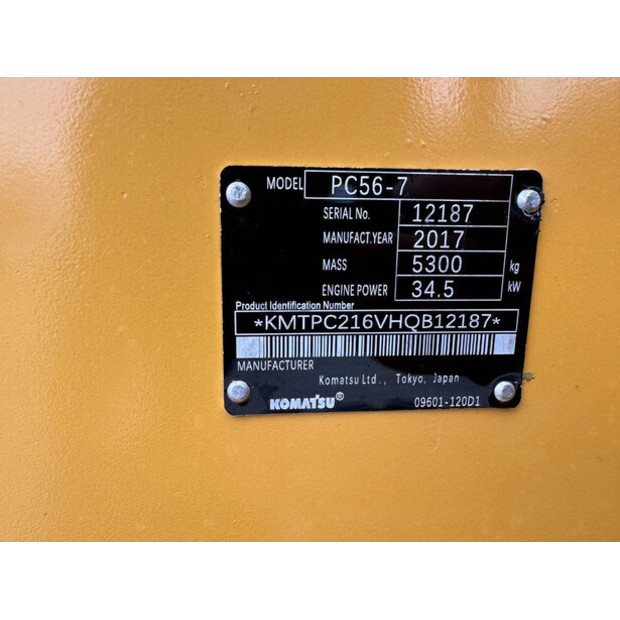 MODEL PC56-7
SERIAL No. 12187
MANUFACT.YEAR 2017
MASS 5300 kg
ENGINE POWER 34.5 kW
Product Identification Number
*KMTPC216VHQB12187*
MANUFACTURER
Komatsu Ltd., Tokyo, Japan
KOMATSU® 09601-120D1